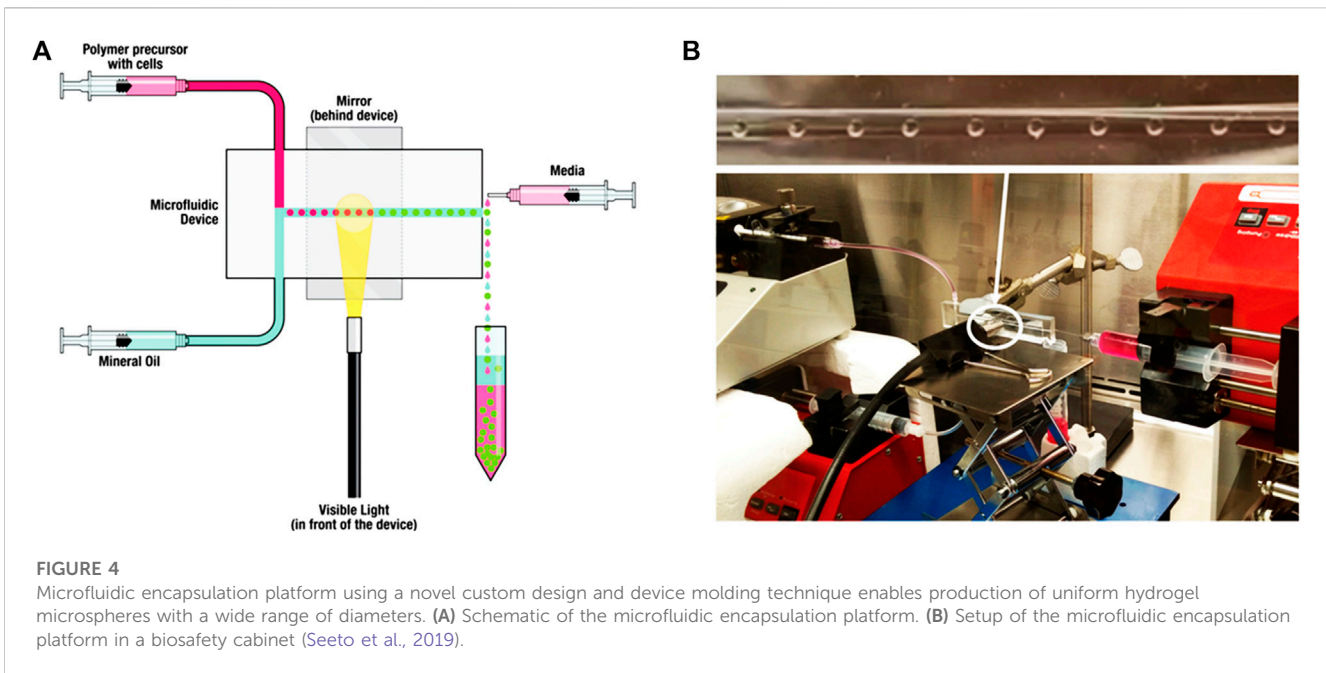 A
Polymer precursor
with cells
Mirror
(behind device)
Media
Microfluidic
Device
Mineral Oil
Visible Light
(in front of the device)
B
FIGURE 4
Microfluidic encapsulation platform using a novel custom design and device molding technique enables production of uniform hydrogel
microspheres with a wide range of diameters. (A) Schematic of the microfluidic encapsulation platform. (B) Setup of the microfluidic encapsulation
platform in a biosafety cabinet (Seeto et al., 2019).